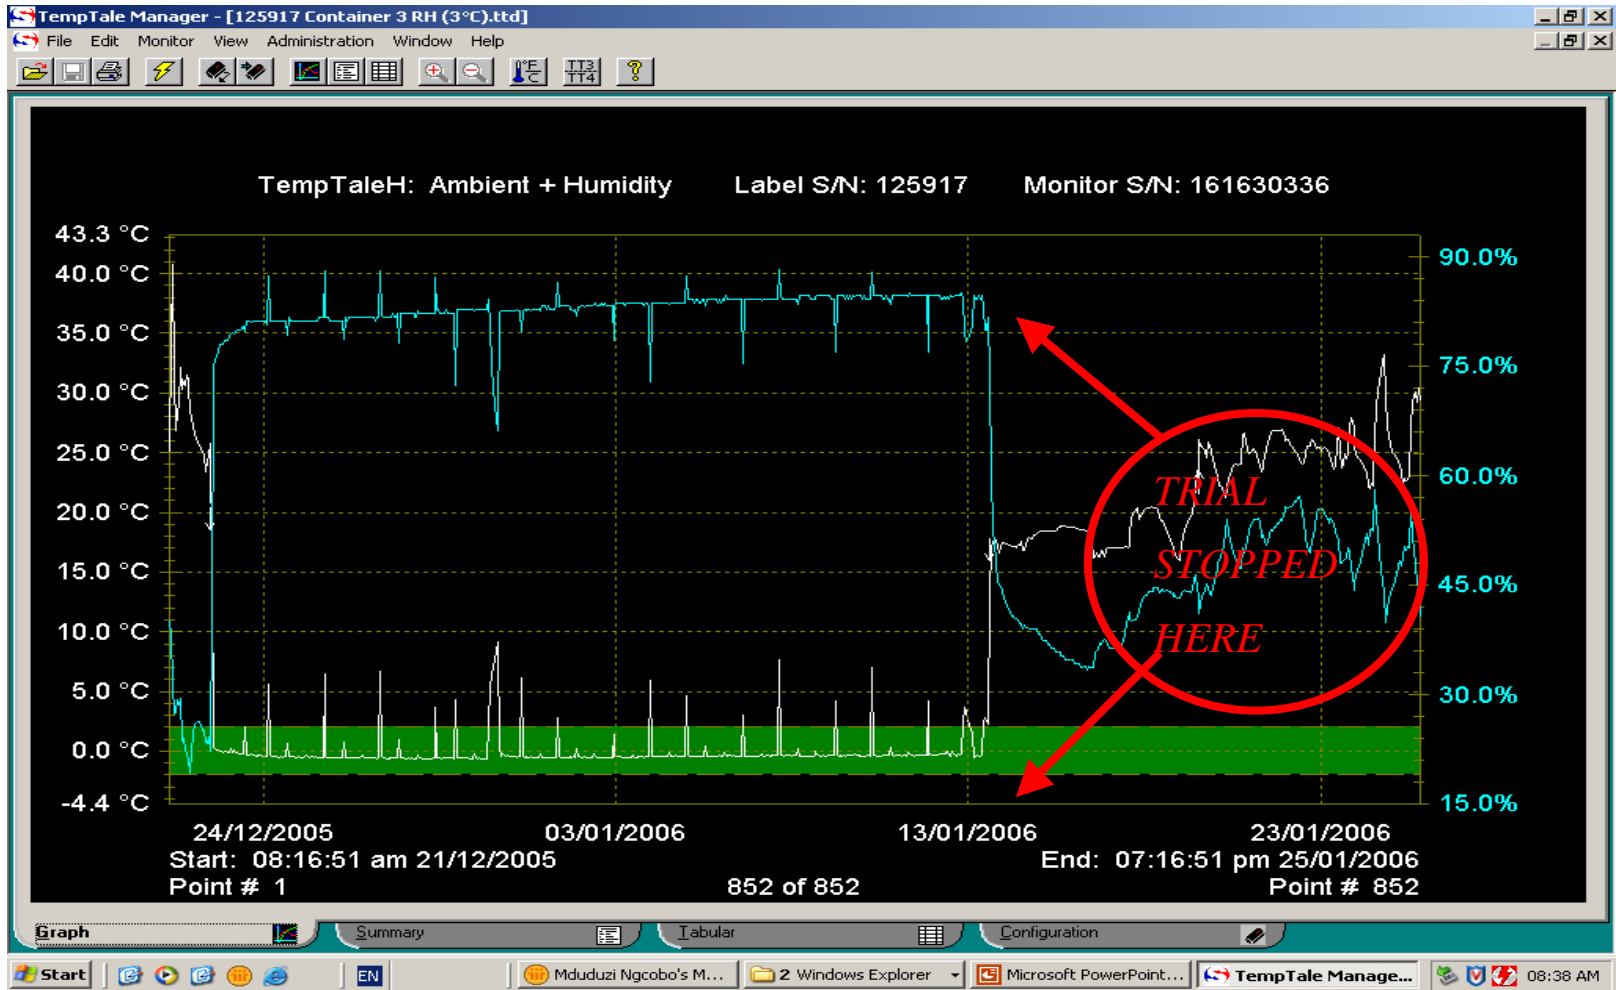 TempTale Manager - [125917 Container 3 RH (3°C).ttd]
File Edit Monitor View Administration Window Help
°F
C
TT3
TT4
?
TempTaleH: Ambient + Humidity Label S/N: 125917 Monitor S/N: 161630336
43.3 °C
40.0 °C
35.0 °C
30.0 °C
25.0 °C
20.0 °C
15.0 °C
10.0 °C
5.0 °C
0.0 °C
-4.4 °C
90.0%
75.0%
60.0%
45.0%
30.0%
15.0%
TRIAL
STOPPED
HERE
24/12/2005 03/01/2006 13/01/2006 23/01/2006
Start: 08:16:51 am 21/12/2005 End: 07:16:51 pm 25/01/2006
Point # 1 852 of 852 Point # 852
Graph Summary Tabular Configuration
Start EN Mduduzi Ngcobo's M... 2 Windows Explorer Microsoft PowerPoint... TempTale Manage... 08:38 AM